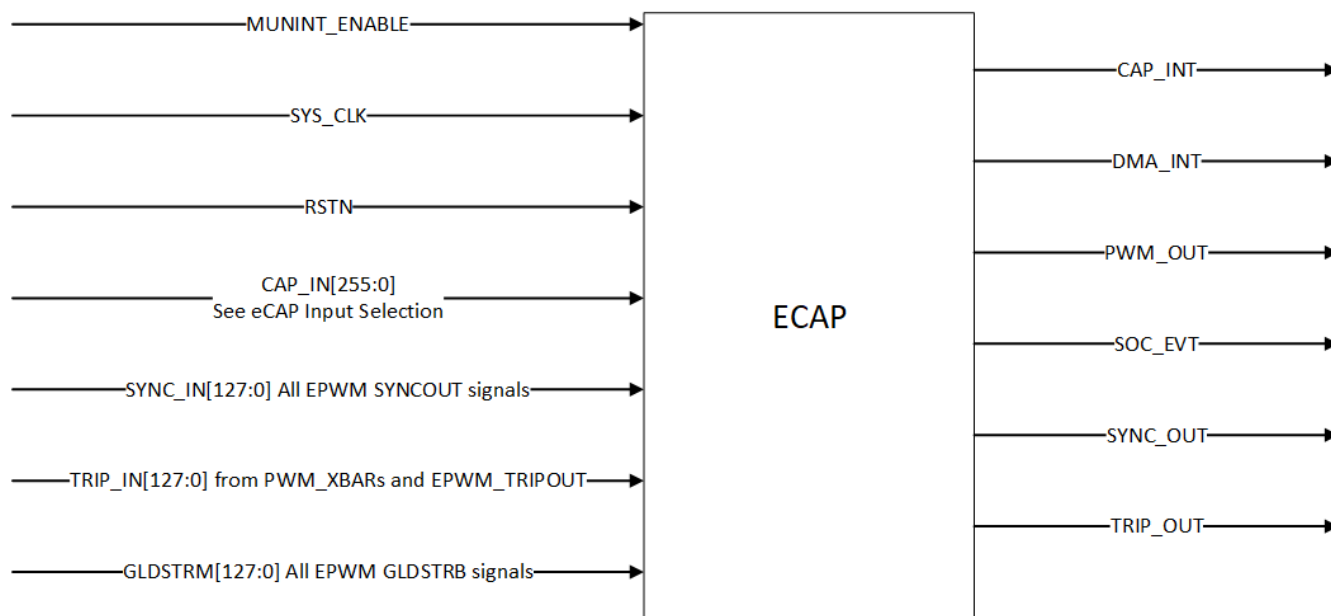 MUNINT_ENABLE
SYS_CLK
RSTN
CAP_IN[255:0]
See eCAP Input Selection
SYNC_IN[127:0] All EPWM SYNCOUT signals
TRIP_IN[127:0] from PWM_XBARs and EPWM_TRIPOUT
GLDSTRM[127:0] All EPWM GLDSTRB signals
ECAP
CAP_INT
DMA_INT
PWM_OUT
SOC_EVT
SYNC_OUT
TRIP_OUT